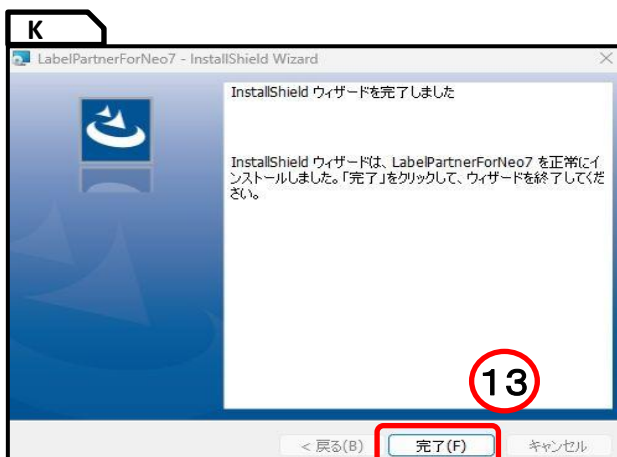 K
LabelPartnerForNeo7 - InstallShield Wizard
InstallShield ウィザードを完了しました
InstallShield ウィザードは、LabelPartnerForNeo7 を正常にイ
ンストールしました。「完了」をクリックして、ウィザードを終了してくだ
さい。
13
< 戻る(B)
完了(F)
キャンセル